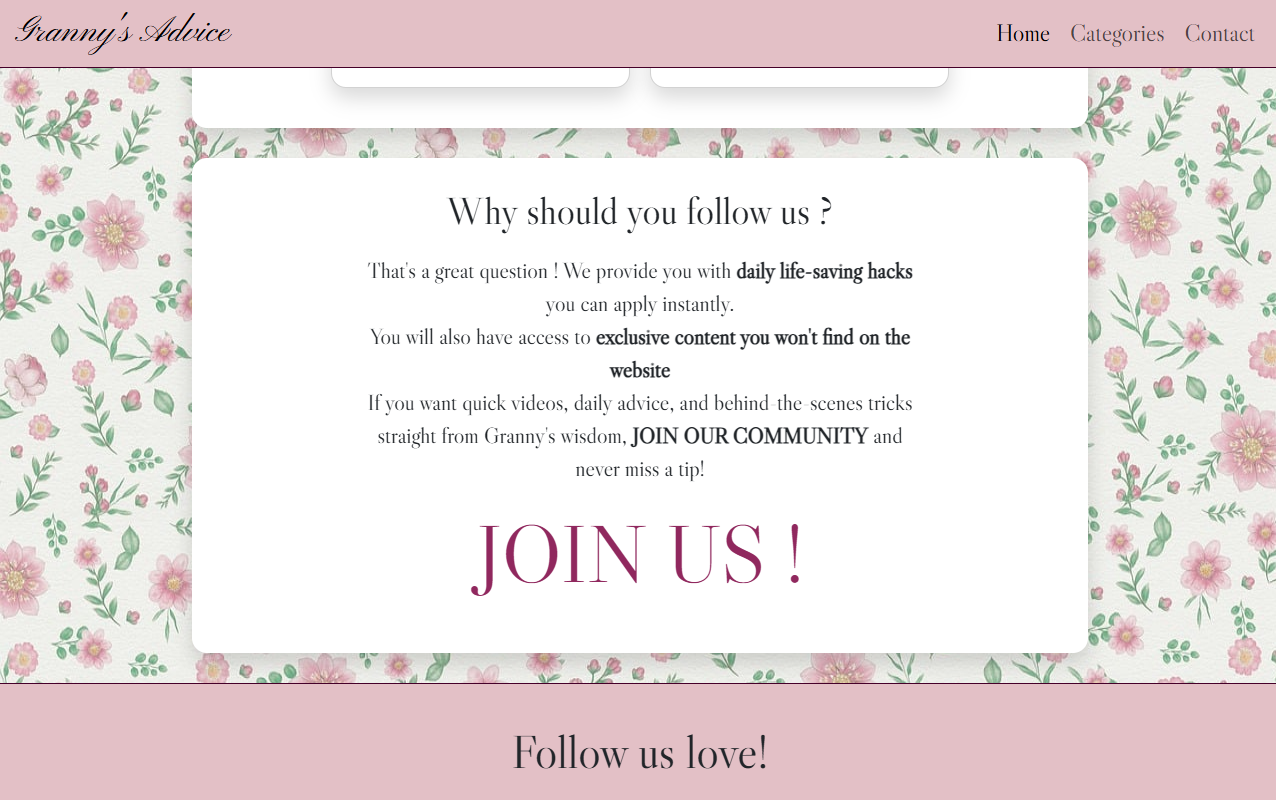 Granny's Advice
Home Categories Contact
Why should you follow us ?
That's a great question ! We provide you with daily life-saving hacks
you can apply instantly.
You will also have access to exclusive content you won't find on the
website
If you want quick videos, daily advice, and behind-the-scenes tricks
straight from Granny's wisdom, JOIN OUR COMMUNITY and
never miss a tip!
JOIN US !
Follow us love!